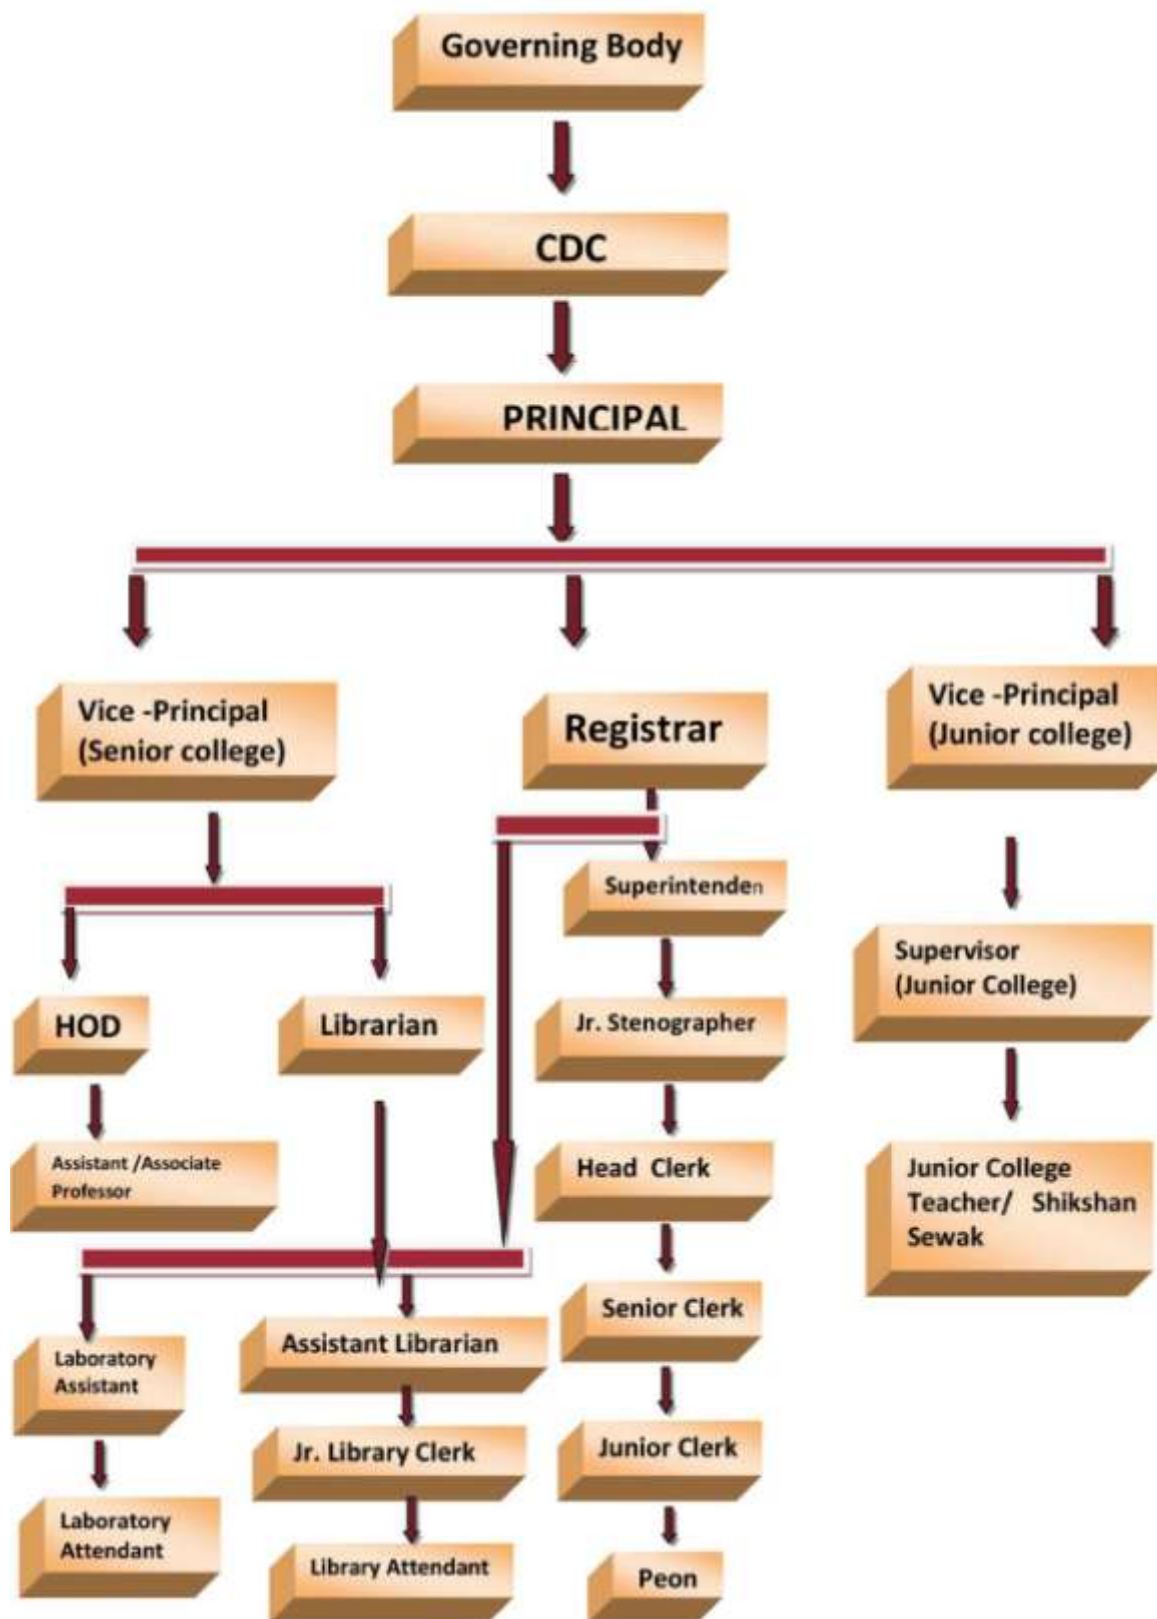 Governing Body
CDC
PRINCIPAL
Vice -Principal
(Senior college)
Registrar
Vice -Principal
(Junior college)
Superintenden
Supervisor
(Junior College)
HOD
Librarian
Jr. Stenographer
Assistant /Associate
Professor
Head Clerk
Junior College
Teacher/ Shikshan
Sewak
Senior Clerk
Assistant Librarian
Laboratory
Assistant
Jr. Library Clerk
Junior Clerk
Laboratory
Attendant
Library Attendant
Peon